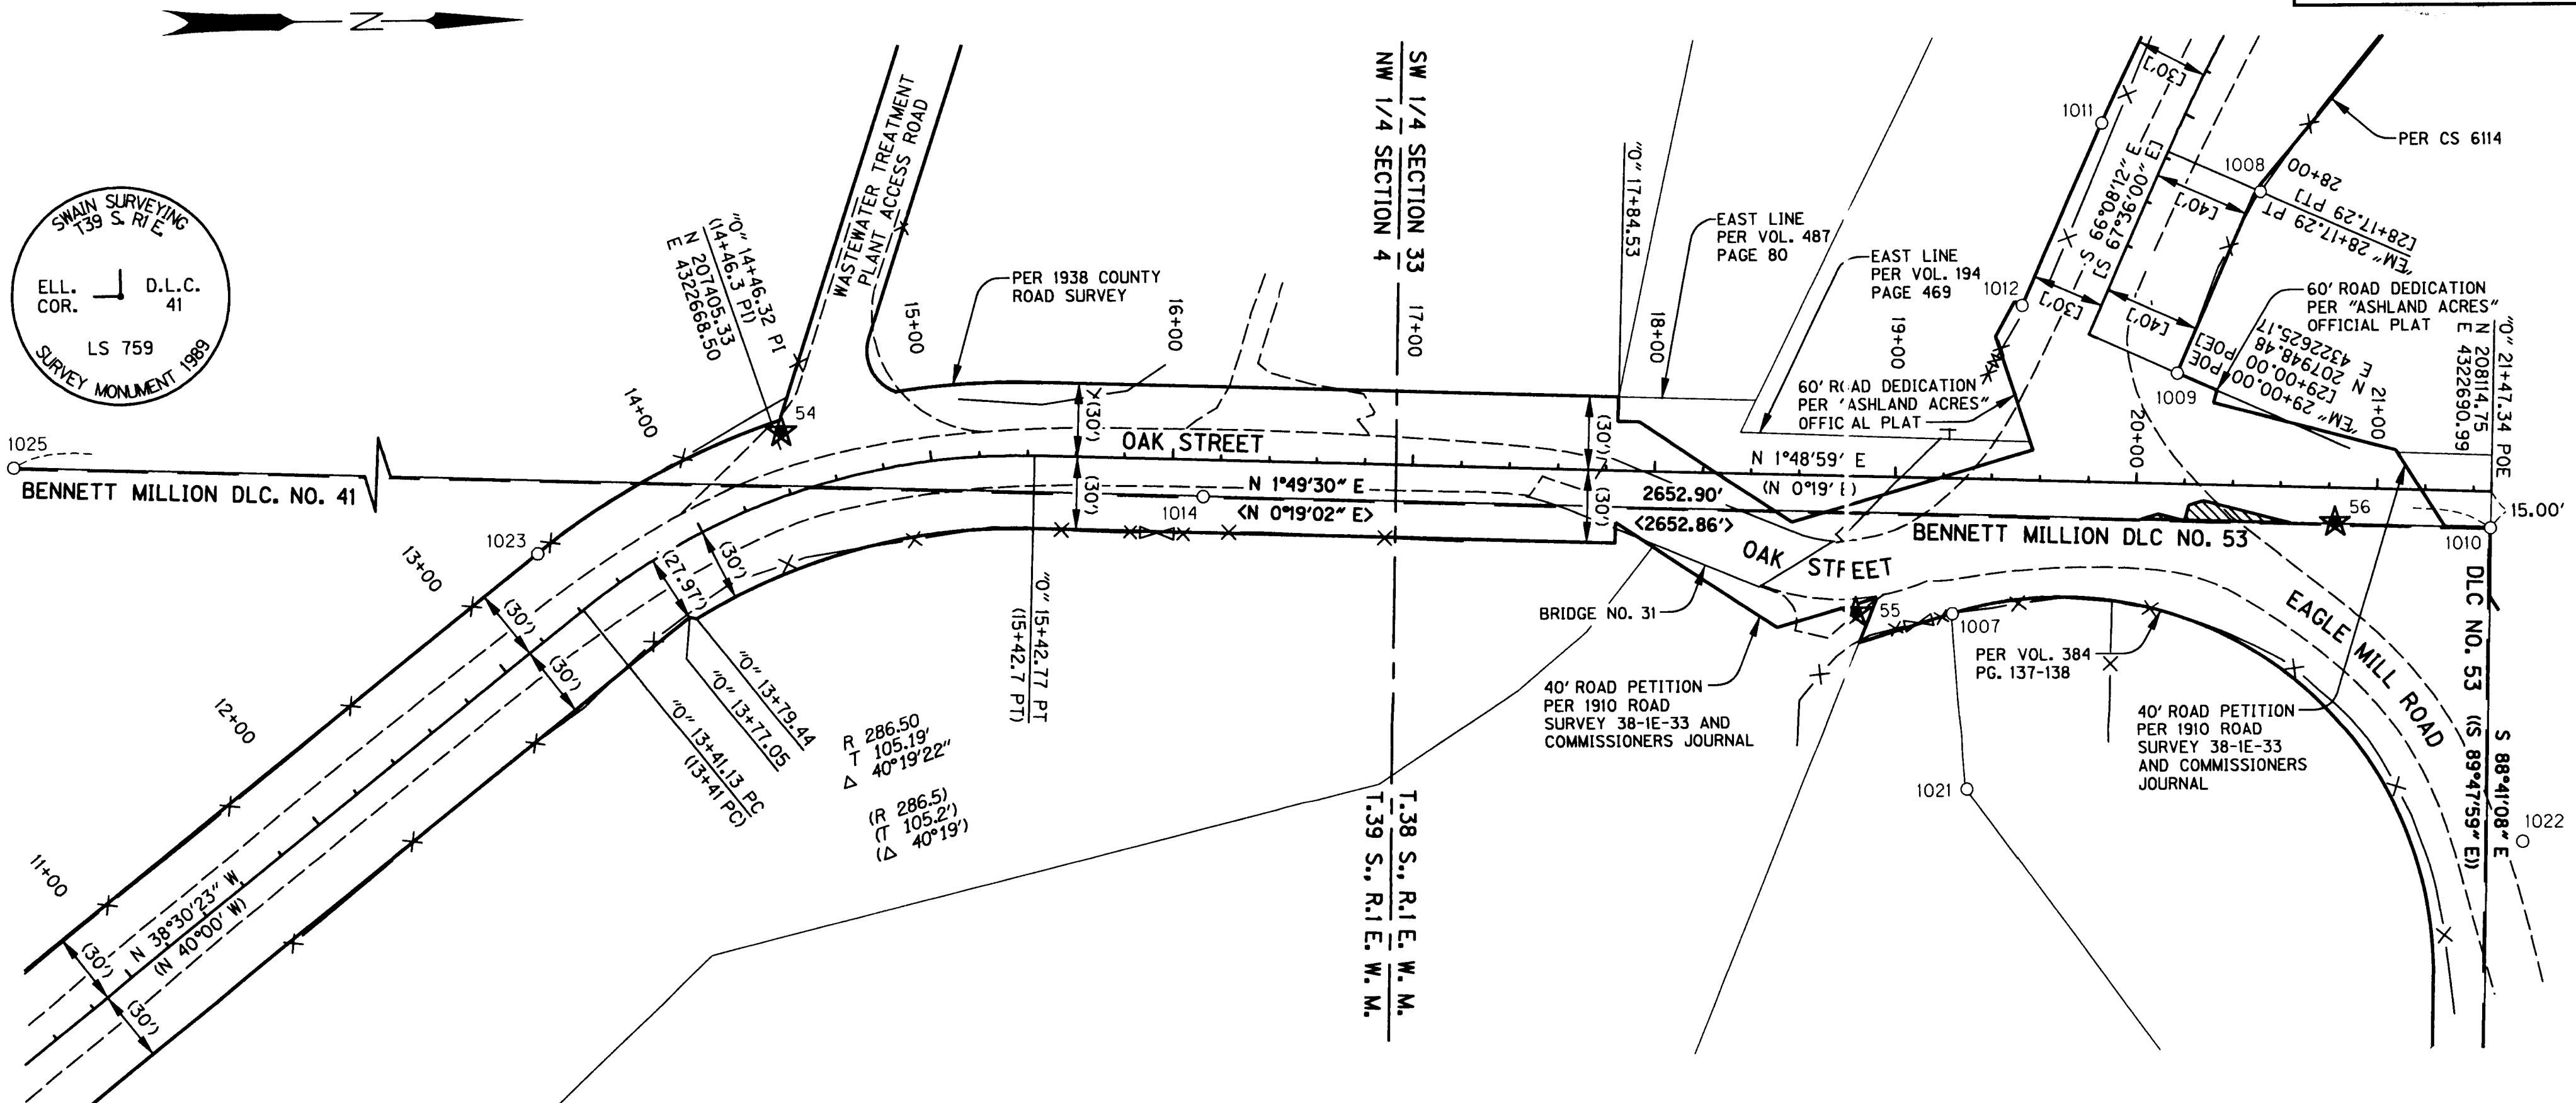 N
SWAIN SURVEYING
T39 S. R1 E.
ELL. COR.
D.L.C. 41
LS 759
SURVEY MONUMENT 1989
1025
BENNETT MILLION DLC. NO. 41
1023
11+00
12+00
13+00
14+00
15+00
16+00
17+00
18+00
19+00
20+00
21+00
N 38°30'23" W
(N 40°00' W)
(30')
(30')
(30')
(30')
(27.97')
(30')
"O" 13+79.44
"O" 13+77.05
"O" 13+41.13 PC
(13+41 PC)
R 286.50
T 105.19'
Δ 40°19'22"
(R 286.5)
(T 105.2')
(Δ 40°19')
"O" 14+46.32 PI
(14+46.3 PI)
N 207405.33
E 4322668.50
54
WASTEWATER TREATMENT
PLANT ACCESS ROAD
PER 1938 COUNTY
ROAD SURVEY
(30')
(30')
"O" 15+42.77 PT
(15+42.7 PT)
OAK STREET
1014
N 1°49'30" E
<N 0°19'02" E>
SW 1/4 SECTION 33
NW 1/4 SECTION 4
T.38 S., R.1 E. W. M.
T.39 S., R.1 E. W. M.
(30')
(30')
"O" 17+84.53
EAST LINE
PER VOL. 487
PAGE 80
EAST LINE
PER VOL. 194
PAGE 469
60' ROAD DEDICATION
PER "ASHLAND ACRES"
OFFICIAL PLAT
N 1°48'59" E
(N 0°19' E)
2652.90'
<2652.86'>
OAK STREET
BRIDGE NO. 31
40' ROAD PETITION
PER 1910 ROAD
SURVEY 38-1E-33 AND
COMMISSIONERS JOURNAL
55
1007
1021
PER VOL. 384
PG. 137-138
BENNETT MILLION DLC NO. 53
56
1010
15.00'
EAGLE MILL ROAD
40' ROAD PETITION
PER 1910 ROAD
SURVEY 38-1E-33
AND COMMISSIONERS
JOURNAL
DLC NO. 53
S 88°41'08" E
((S 89°47'59" E))
1022
1011
1012
[30']
[30']
S 66°08'12" E
[S 67°36'00" E]
[40']
[40']
1008
28+00
"EM" 28+17.29 PT
[28+17.29 PT]
PER CS 6114
1009
60' ROAD DEDICATION
PER "ASHLAND ACRES"
OFFICIAL PLAT
"EM" 29+00.00 POE
[29+00.00 POE]
N 207948.48
E 4322625.17
"O" 21+47.34 POE
N 208114.75
E 4322690.99